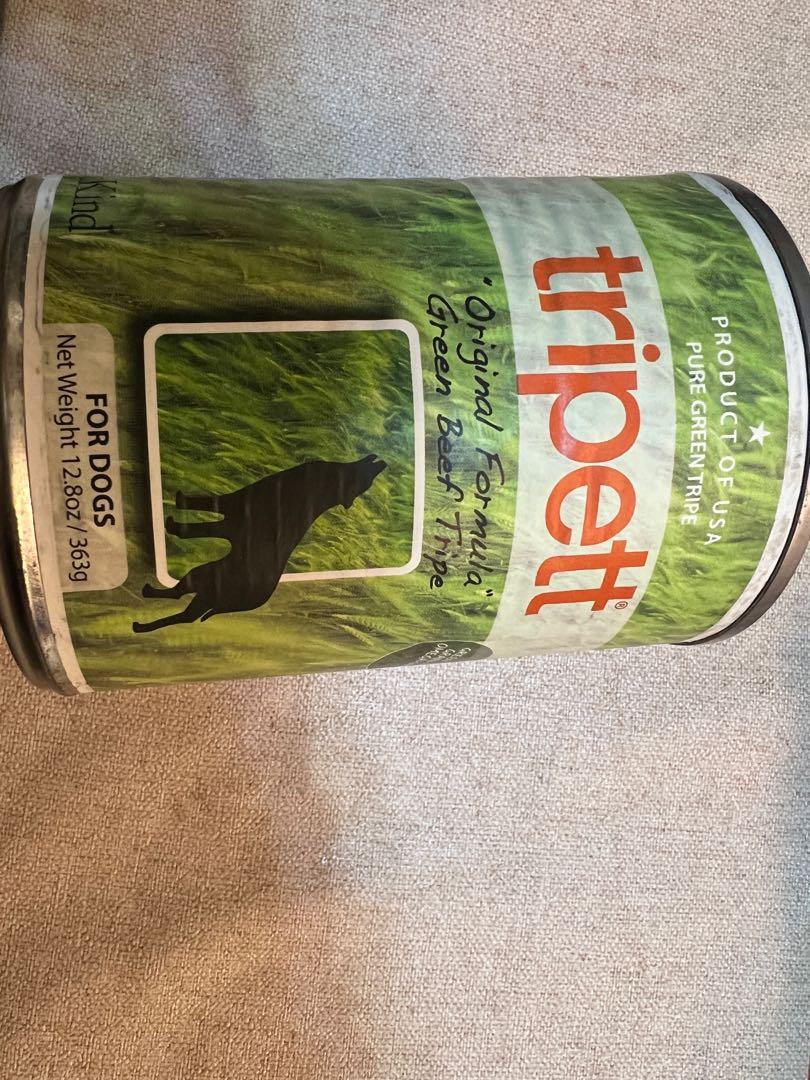 PRODUCT OF USA
PURE GREEN TRIPE
tripett®
"Original Formula"
Green Beef Tripe
FOR DOGS
Net Weight 12.8oz / 363g
Kind